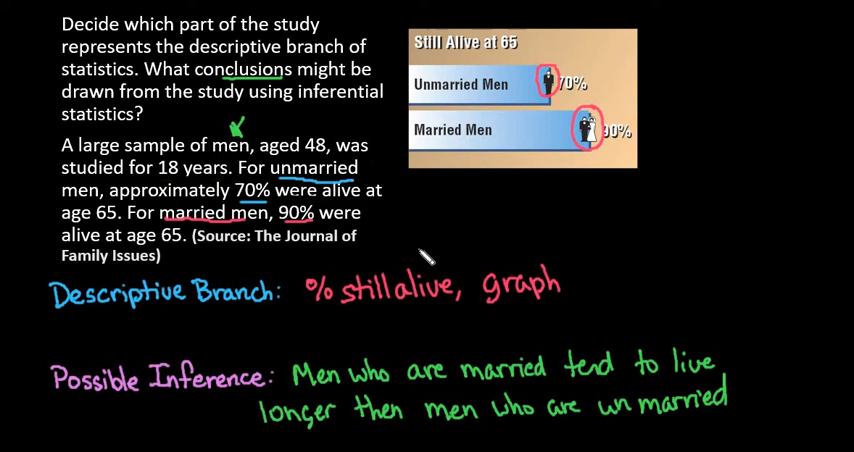 Decide which part of the study
represents the descriptive branch of
statistics. What conclusions might be
drawn from the study using inferential
statistics?
A large sample of men, aged 48, was
studied for 18 years. For unmarried
men, approximately 70% were alive at
age 65. For married men, 90% were
alive at age 65. (Source: The Journal of
Family Issues)
Still Alive at 65
Unmarried Men 70%
Married Men 90%
Descriptive Branch: % still alive, graph
Possible Inference: Men who are married tend to live
longer then men who are unmarried